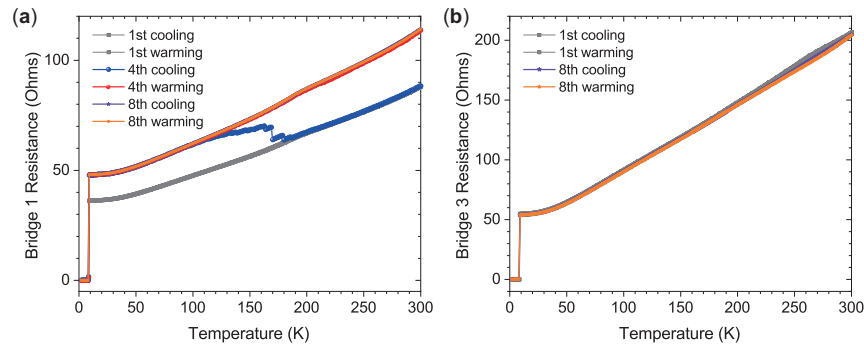 (a)
1st cooling
1st warming
4th cooling
4th warming
8th cooling
8th warming
Bridge 1 Resistance (Ohms)
100
50
0
0 50 100 150 200 250 300
Temperature (K)
(b)
1st cooling
1st warming
8th cooling
8th warming
Bridge 3 Resistance (Ohms)
200
150
100
50
0
0 50 100 150 200 250 300
Temperature (K)